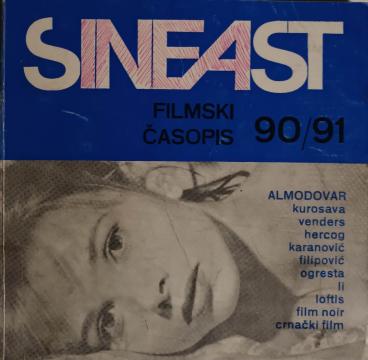 SINEAST
FILMSKI
ČASOPIS
90/91
ALMODOVAR
kurosava
venders
hercog
karanović
filipović
ogresta
li
loftis
film noir
crnački film